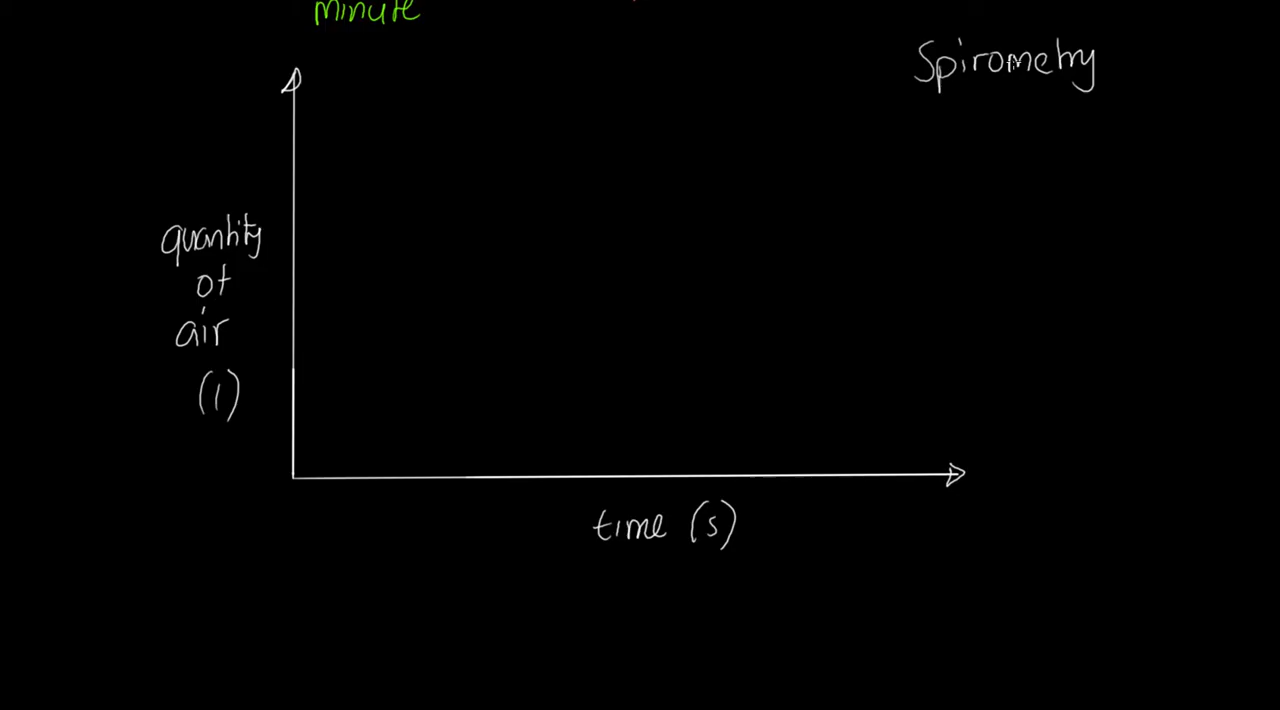 minute
Spirometry
quantity
of
air
(l)
time (s)